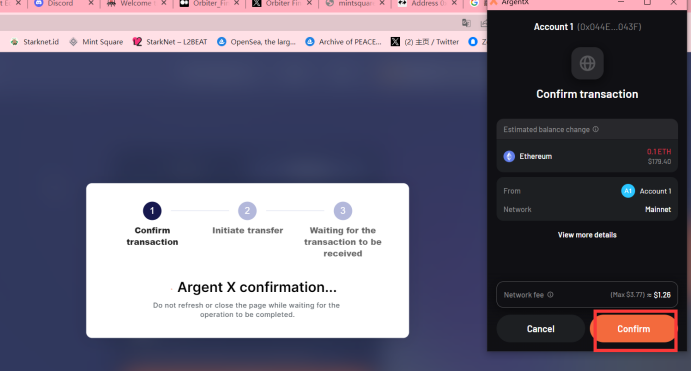 Discord
Welcome
Orbiter_
Orbiter Fin
mintsquar
Address 0
ArgentX
Starknet.id
Mint Square
StarkNet – L2BEAT
OpenSea, the larg...
Archive of PEACE...
(2) 主页 / Twitter
Account 1 (0x044E...043F)
Confirm transaction
Estimated balance change
Ethereum
0.1 ETH
$179.40
From
Account 1
Network
Mainnet
View more details
Network fee
(Max $3.77) ≈ $1.26
Cancel
Confirm
1
2
3
Confirm
transaction
Initiate transfer
Waiting for the
transaction to be
received
Argent X confirmation...
Do not refresh or close the page while waiting for the
operation to be completed.